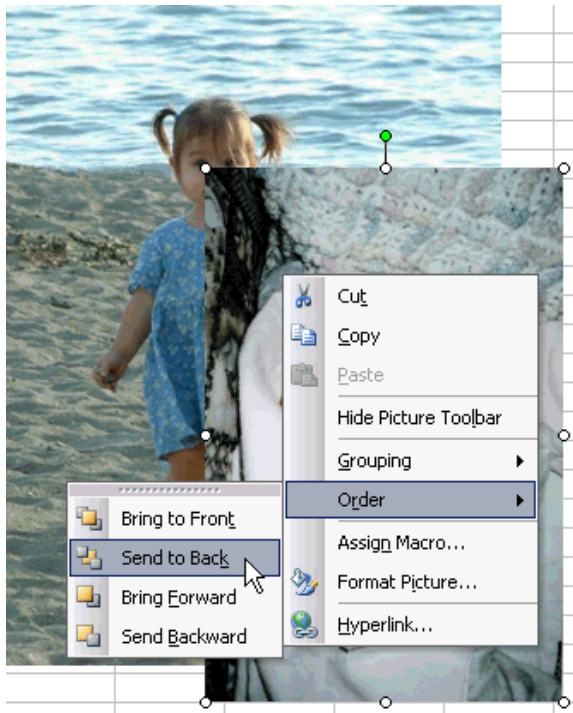 Cut
Copy
Paste
Hide Picture Toolbar
Grouping
Order
Assign Macro...
Format Picture...
Hyperlink...
Bring to Front
Send to Back
Bring Forward
Send Backward